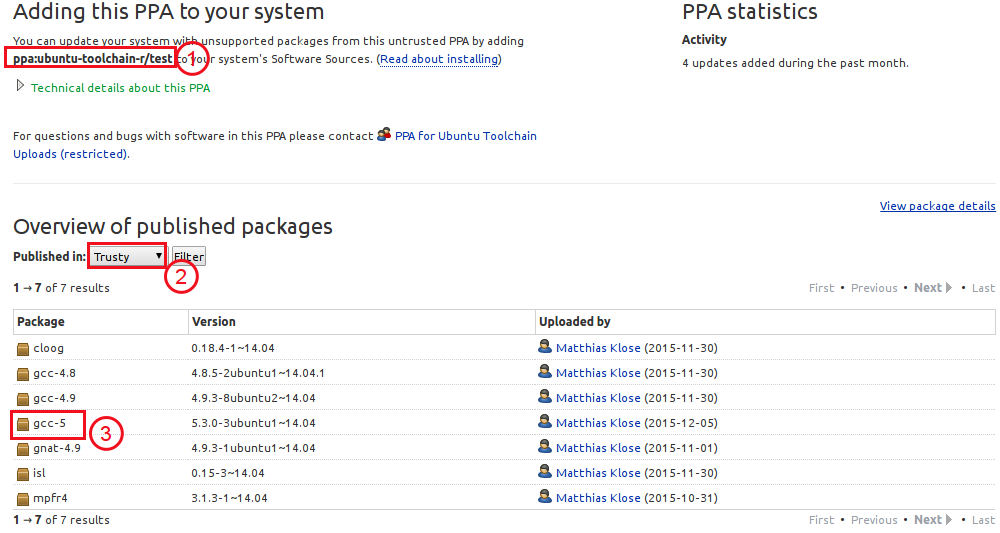 Adding this PPA to your system
PPA statistics
You can update your system with unsupported packages from this untrusted PPA by adding
ppa:ubuntu-toolchain-r/test to your system's Software Sources. (Read about installing)
1
Activity
4 updates added during the past month.
Technical details about this PPA
For questions and bugs with software in this PPA please contact PPA for Ubuntu Toolchain
Uploads (restricted).
View package details
Overview of published packages
Published in: Trusty Filter
2
1 → 7 of 7 results
First • Previous • Next • Last
Package Version Uploaded by
cloog 0.18.4-1~14.04 Matthias Klose (2015-11-30)
gcc-4.8 4.8.5-2ubuntu1~14.04.1 Matthias Klose (2015-11-30)
gcc-4.9 4.9.3-8ubuntu2~14.04 Matthias Klose (2015-11-30)
gcc-5 5.3.0-3ubuntu1~14.04 Matthias Klose (2015-12-05)
3
gnat-4.9 4.9.3-1ubuntu1~14.04 Matthias Klose (2015-11-01)
isl 0.15-3~14.04 Matthias Klose (2015-11-30)
mpfr4 3.1.3-1~14.04 Matthias Klose (2015-10-31)
1 → 7 of 7 results
First • Previous • Next • Last